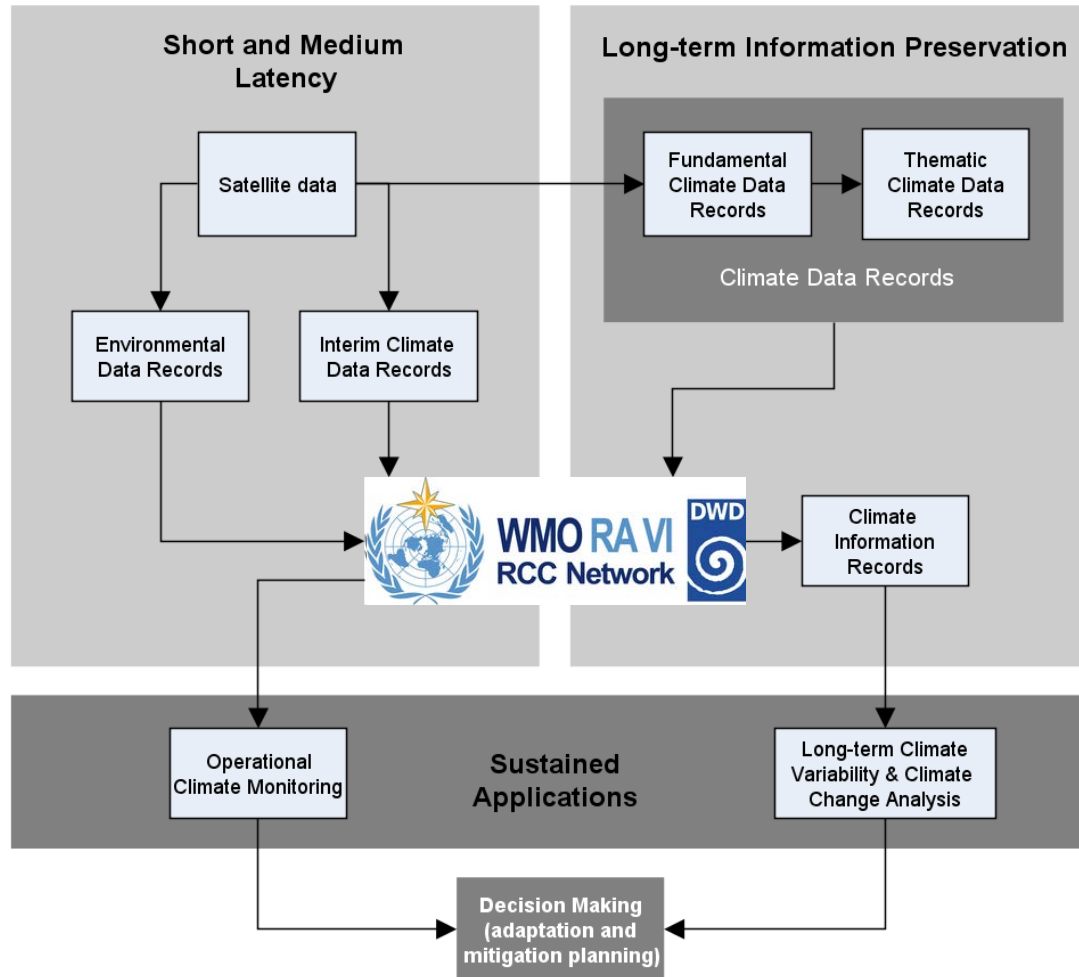 Short and Medium
Latency
Long-term Information Preservation
Satellite data
Fundamental
Climate Data
Records
Thematic
Climate Data
Records
Climate Data Records
Environmental
Data Records
Interim Climate
Data Records
WMO RA VI
RCC Network
DWD
Climate
Information
Records
Operational
Climate Monitoring
Sustained
Applications
Long-term Climate
Variability & Climate
Change Analysis
Decision Making
(adaptation and
mitigation planning)